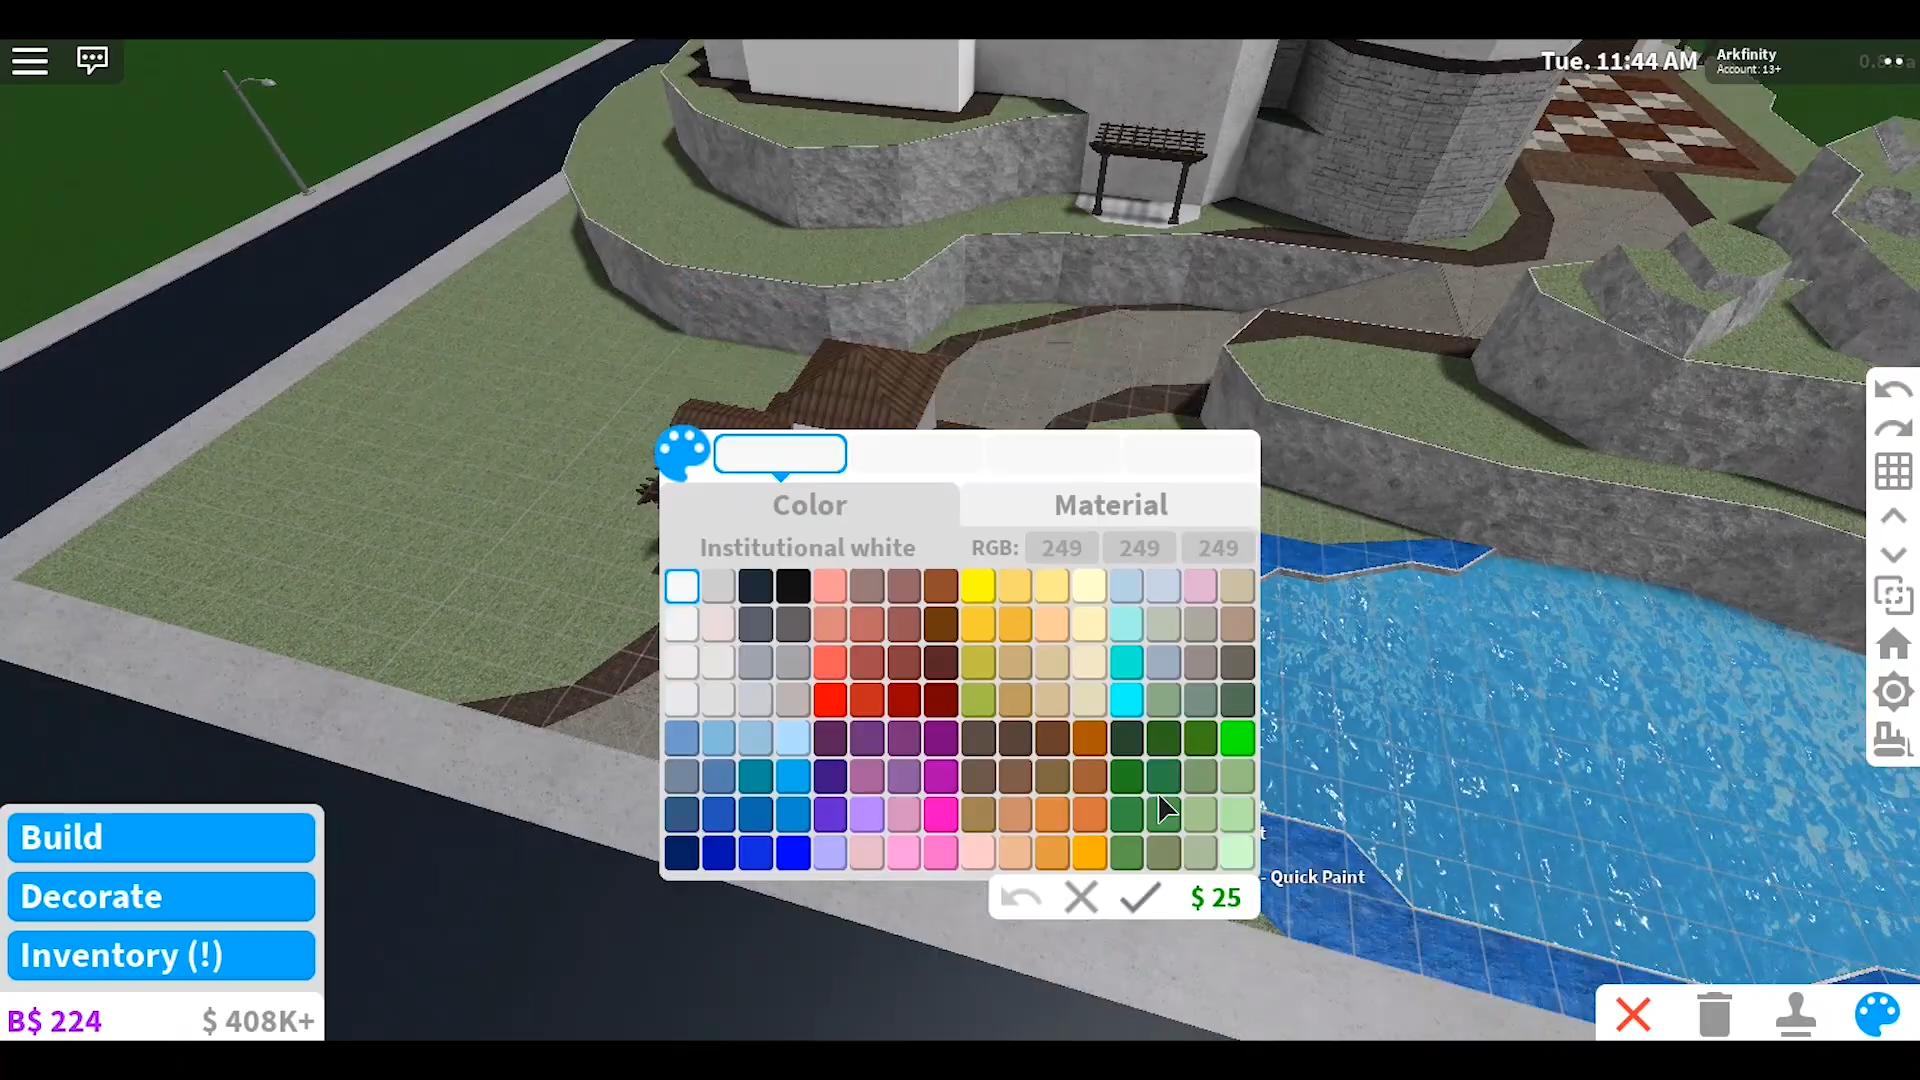 Tue. 11:44 AM
Arkfinity
Account: 13+
Color
Material
Institutional white
RGB: 249 249 249
- Quick Paint
$ 25
Build
Decorate
Inventory (!)
B$ 224
$ 408K+